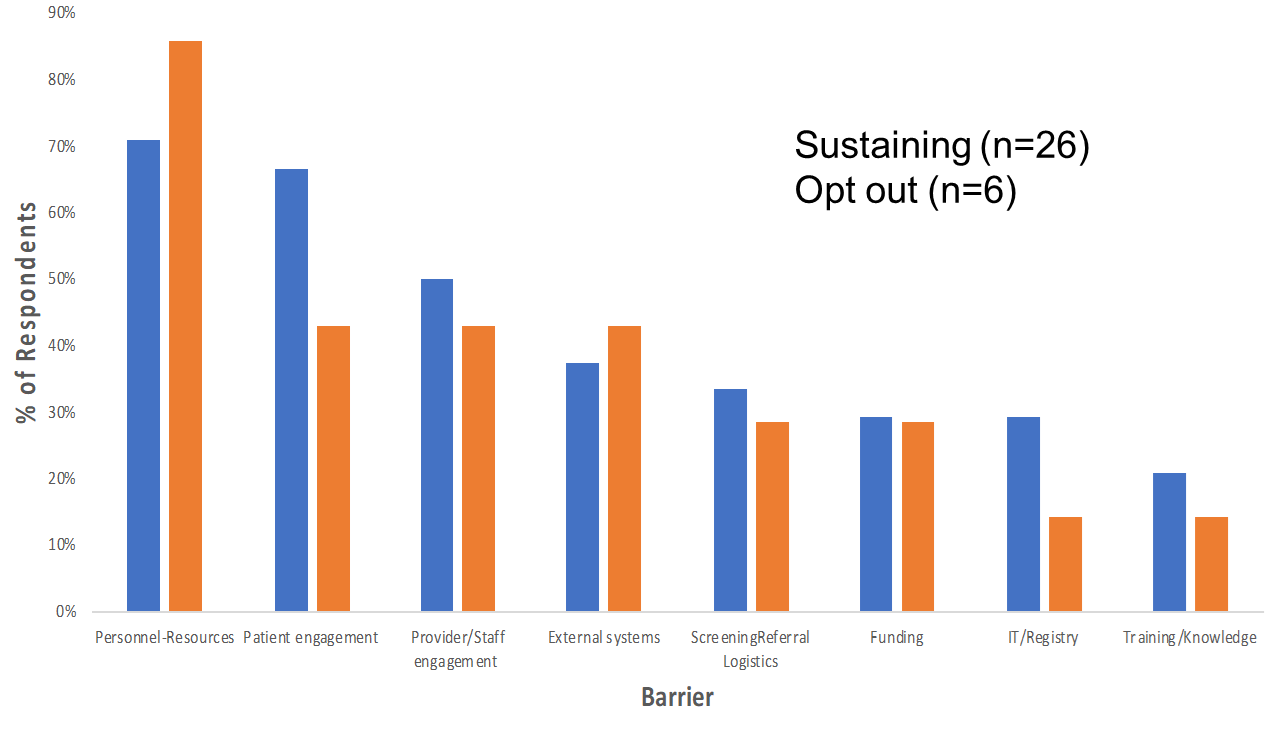 90%
80%
70%
60%
50%
40%
30%
20%
10%
0%
% of Respondents
Sustaining (n=26)
Opt out (n=6)
Personnel-Resources
Patient engagement
Provider/Staff
engagement
External systems
ScreeningReferral
Logistics
Funding
IT/Registry
Training/Knowledge
Barrier